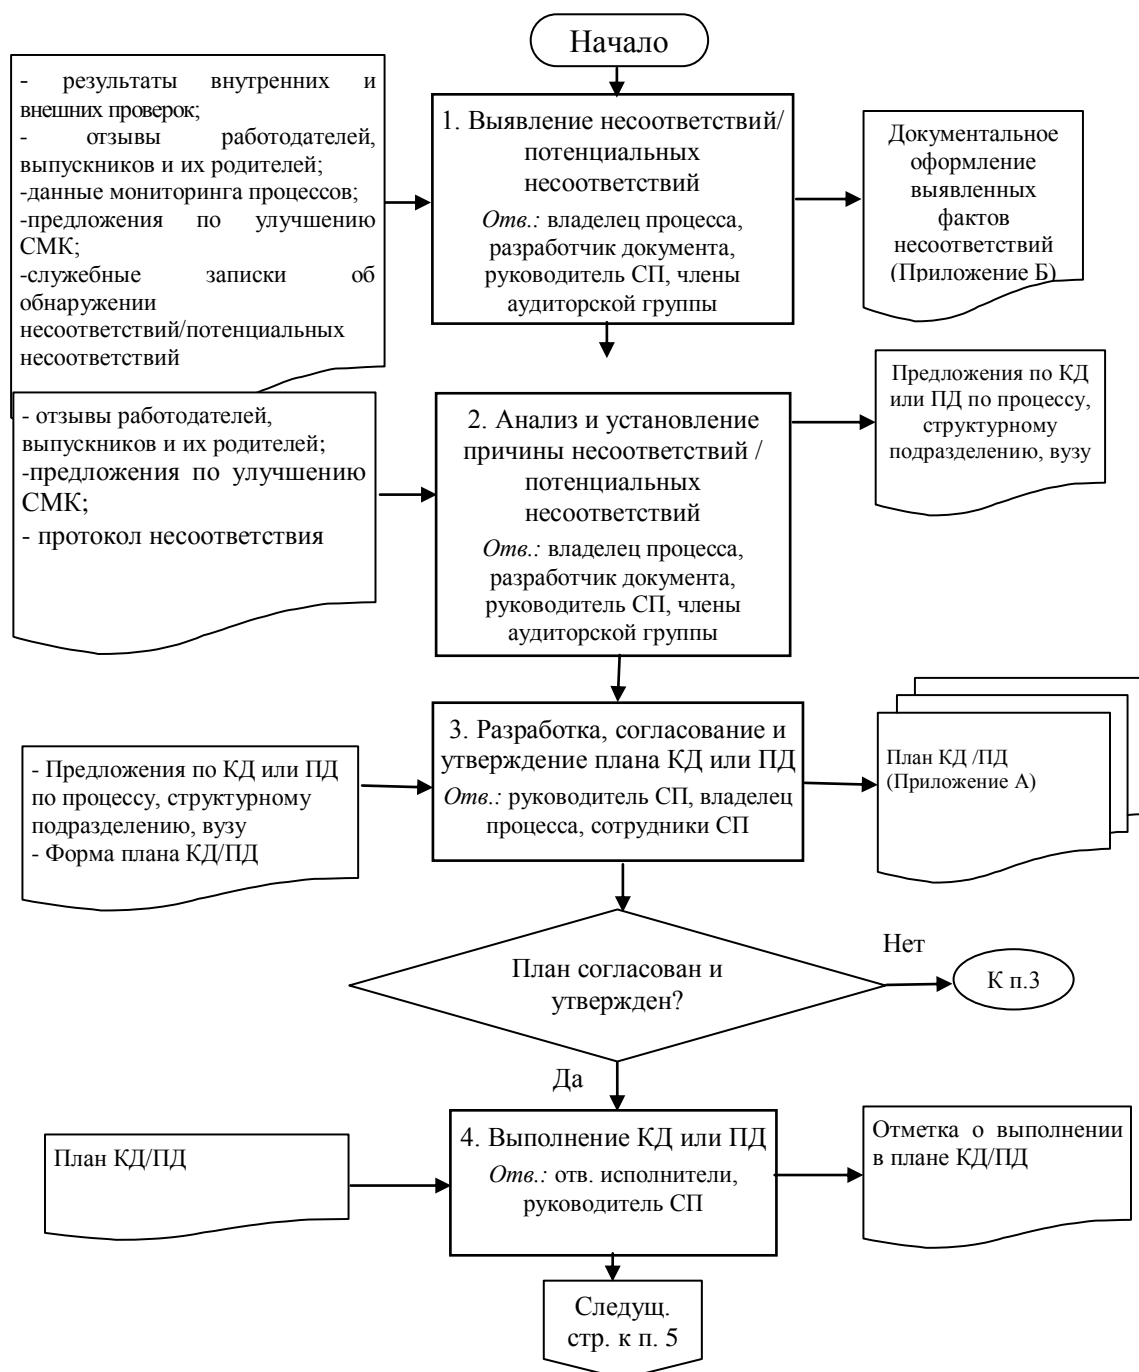 Начало
- результаты внутренних и
внешних проверок;
- отзывы работодателей,
выпускников и их родителей;
-данные мониторинга процессов;
-предложения по улучшению
СМК;
-служебные записки об
обнаружении
несоответствий/потенциальных
несоответствий
1. Выявление несоответствий/
потенциальных
несоответствий
Отв.: владелец процесса,
разработчик документа,
руководитель СП, члены
аудиторской группы
Документальное
оформление
выявленных
фактов
несоответствий
(Приложение Б)
- отзывы работодателей,
выпускников и их родителей;
-предложения по улучшению
СМК;
- протокол несоответствия
2. Анализ и установление
причины несоответствий /
потенциальных
несоответствий
Отв.: владелец процесса,
разработчик документа,
руководитель СП, члены
аудиторской группы
Предложения по КД
или ПД по процессу,
структурному
подразделению, вузу
- Предложения по КД или ПД
по процессу, структурному
подразделению, вузу
- Форма плана КД/ПД
3. Разработка, согласование и
утверждение плана КД или ПД
Отв.: руководитель СП, владелец
процесса, сотрудники СП
План КД /ПД
(Приложение А)
План согласован и
утвержден?
Нет
К п.3
Да
План КД/ПД
4. Выполнение КД или ПД
Отв.: отв. исполнители,
руководитель СП
Отметка о выполнении
в плане КД/ПД
Следущ.
стр. к п. 5